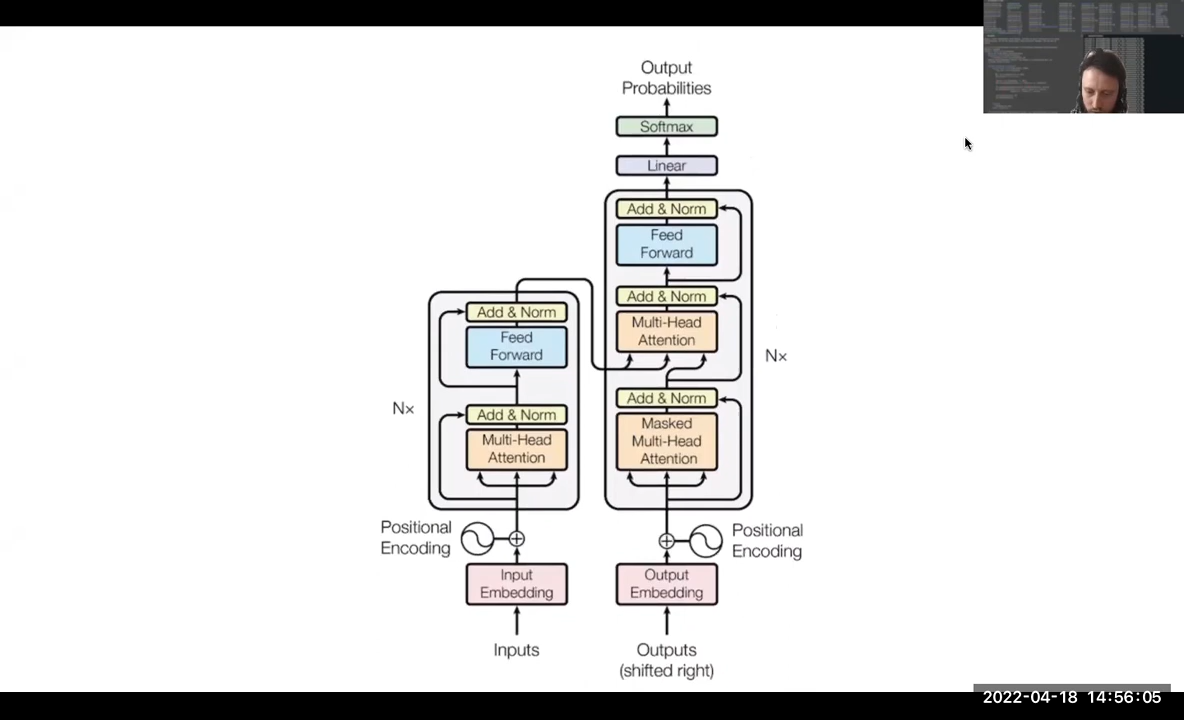 Output
Probabilities
Softmax
Linear
Add & Norm
Feed
Forward
Add & Norm
Multi-Head
Attention
Nx
Add & Norm
Masked
Multi-Head
Attention
Add & Norm
Feed
Forward
Nx
Add & Norm
Multi-Head
Attention
Positional
Encoding
Positional
Encoding
Input
Embedding
Output
Embedding
Inputs
Outputs
(shifted right)
2022-04-18 14:56:05